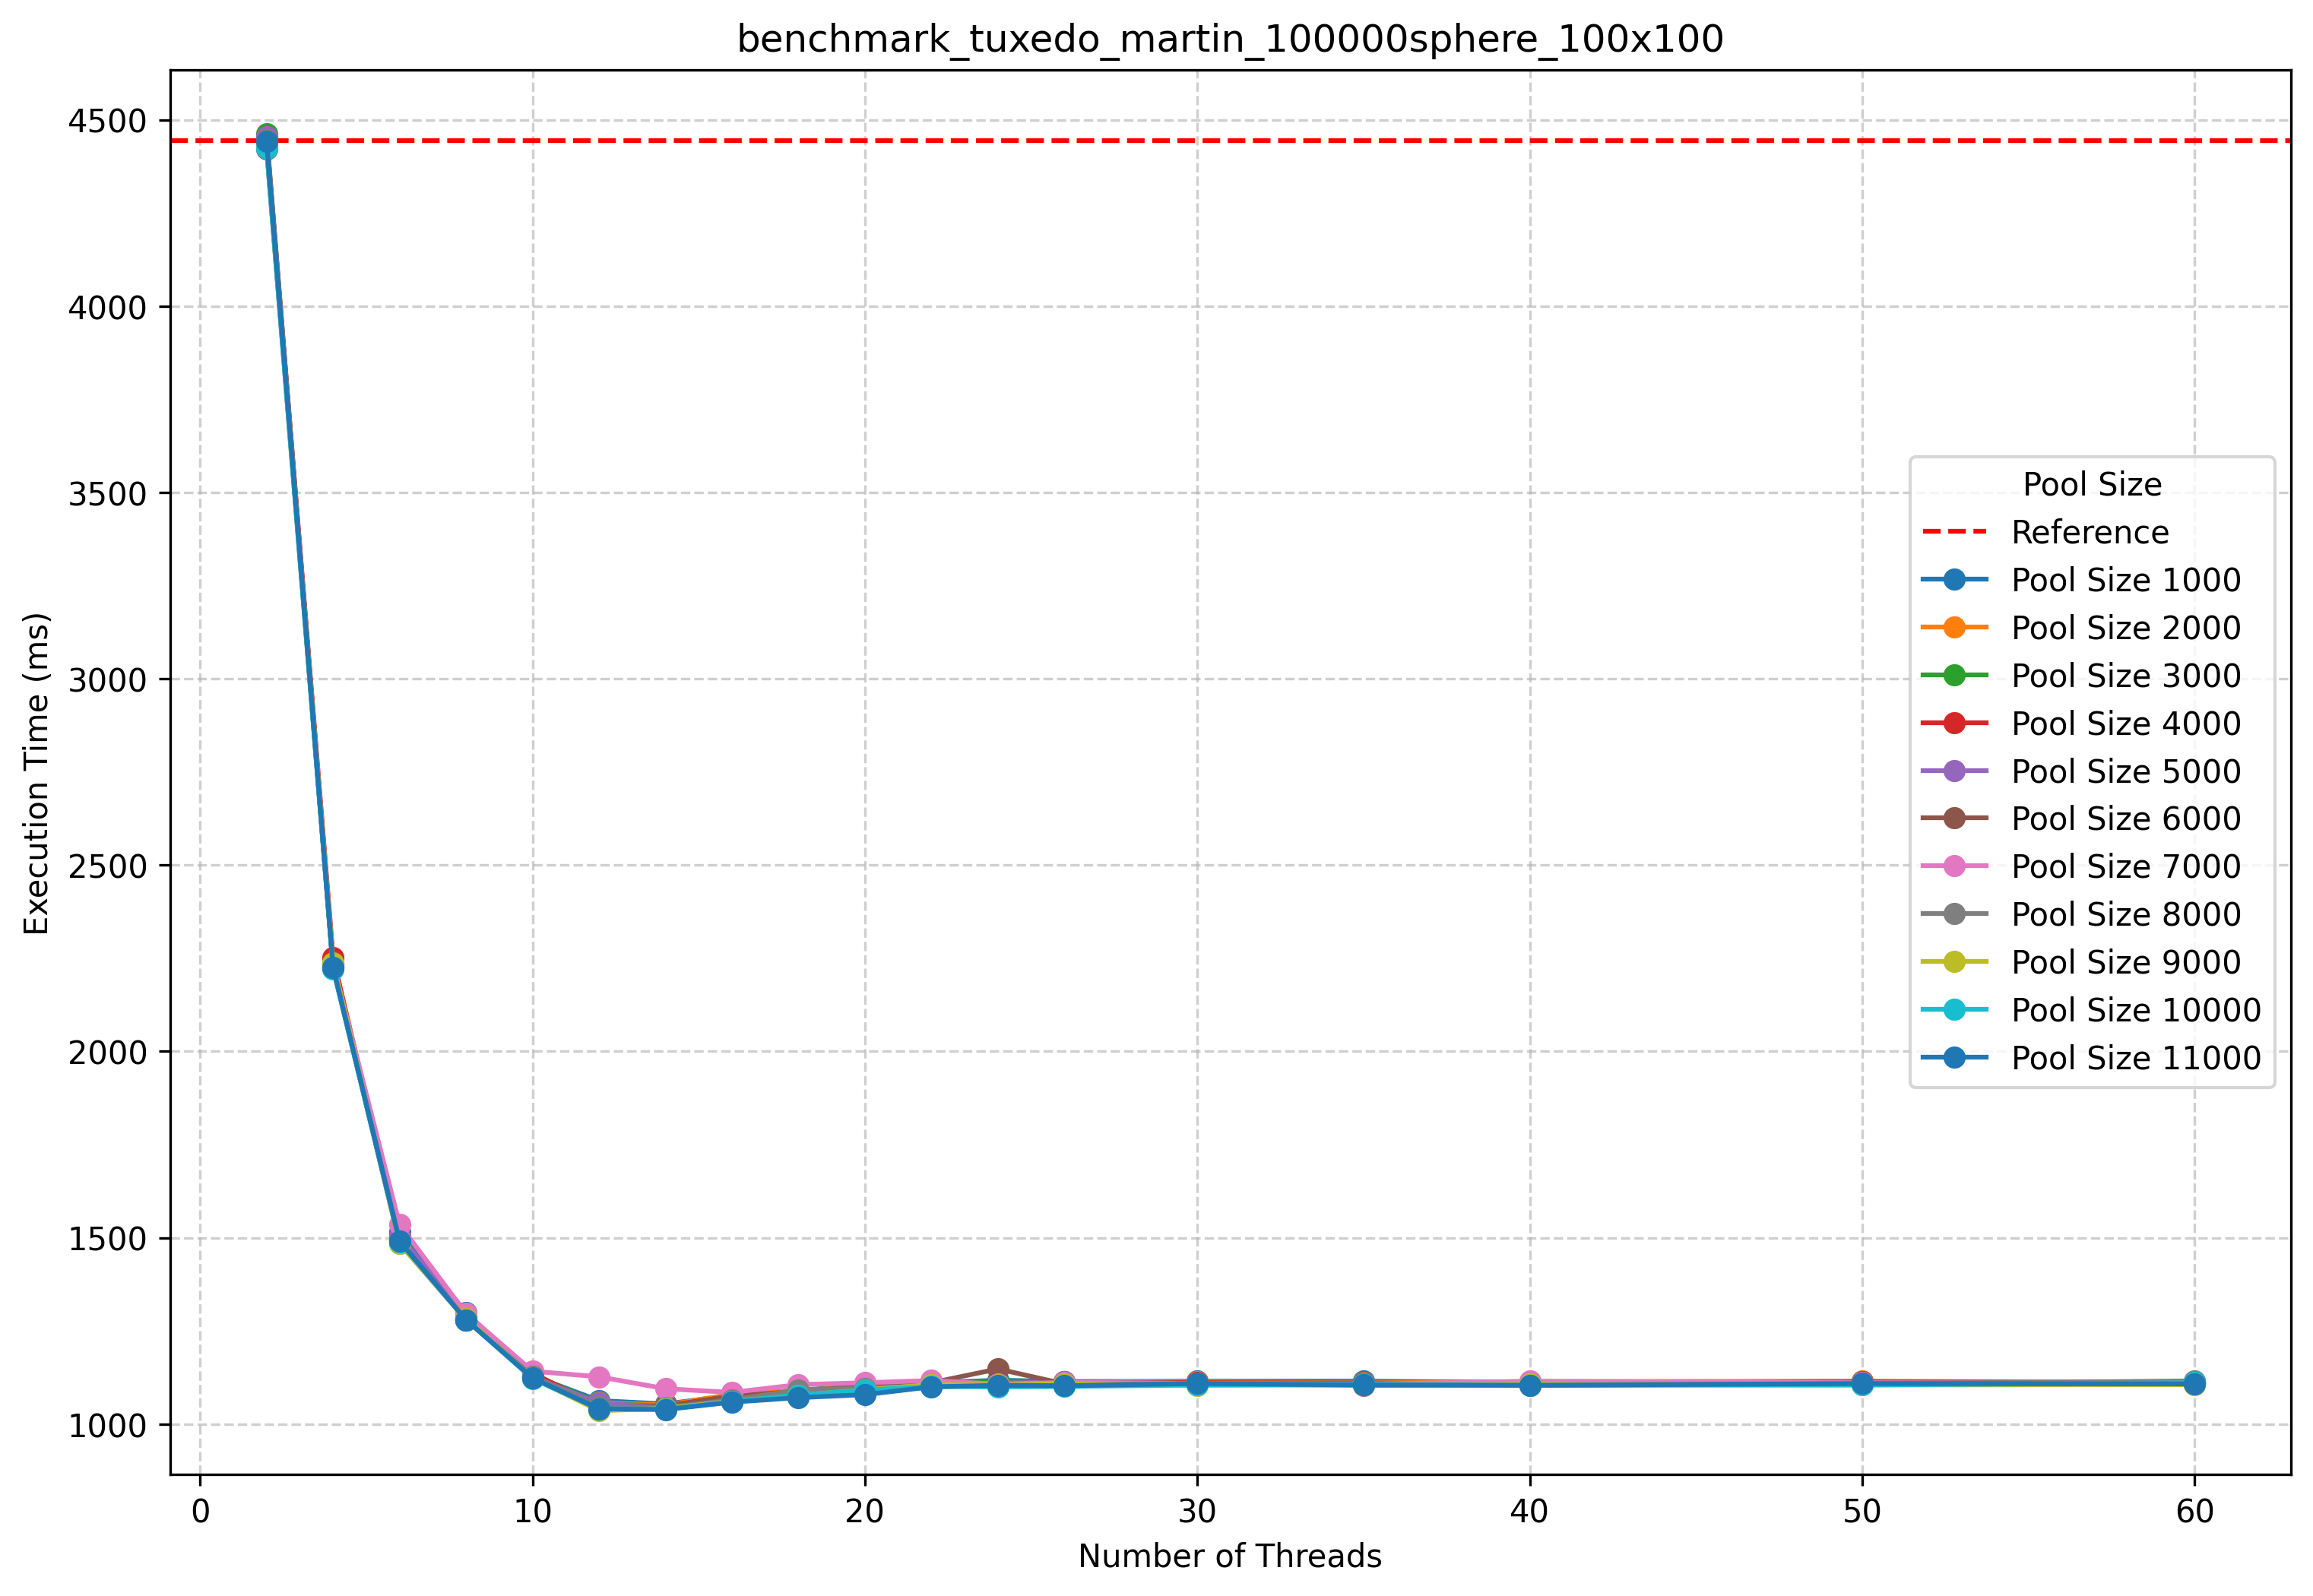 benchmark_tuxedo_martin_100000sphere_100x100
4500
4000
3500
3000
2500
2000
1500
1000
Execution Time (ms)
Pool Size
Reference
Pool Size 1000
Pool Size 2000
Pool Size 3000
Pool Size 4000
Pool Size 5000
Pool Size 6000
Pool Size 7000
Pool Size 8000
Pool Size 9000
Pool Size 10000
Pool Size 11000
0 10 20 30 40 50 60
Number of Threads